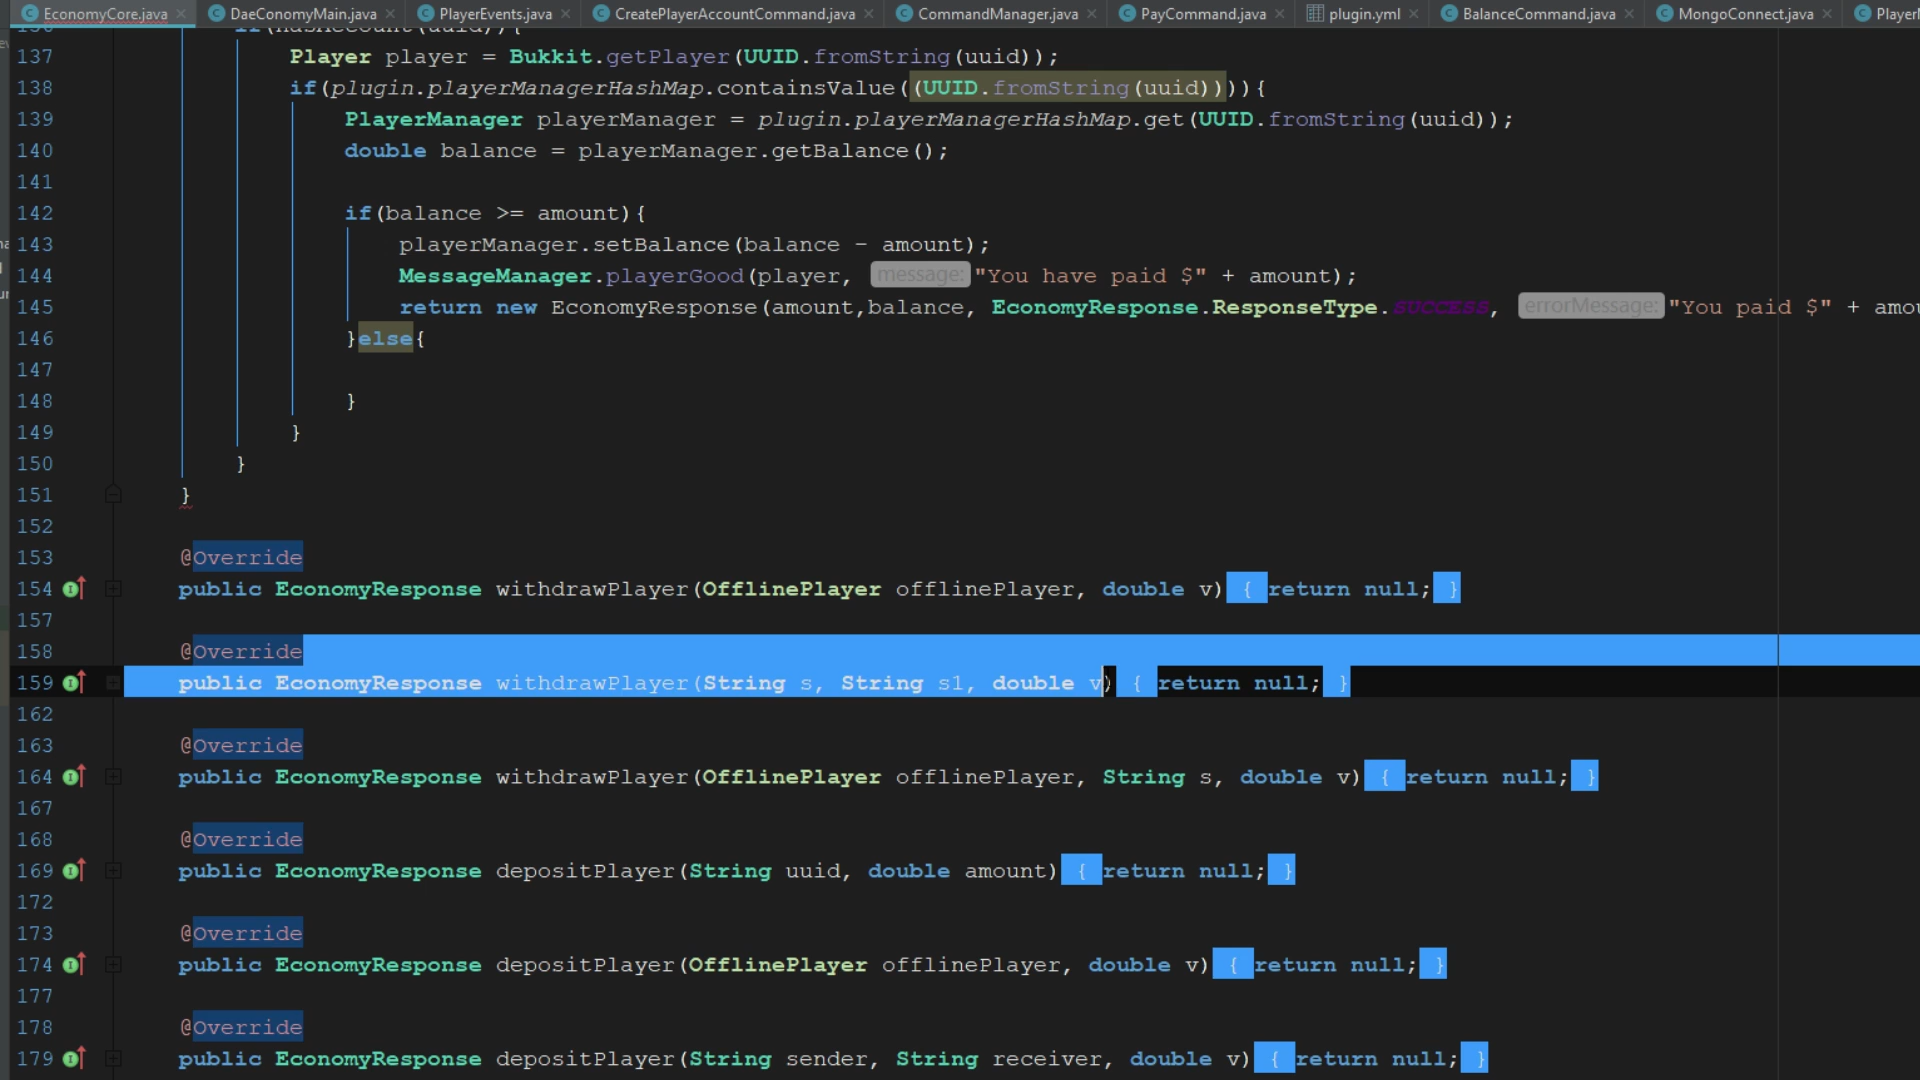 EconomyCore.java DaeConomyMain.java PlayerEvents.java CreatePlayerAccountCommand.java CommandManager.java PayCommand.java plugin.yml BalanceCommand.java MongoConnect.java
137 Player player = Bukkit.getPlayer(UUID.fromString(uuid));
138 if(plugin.playerManagerHashMap.containsValue((UUID.fromString(uuid)))){
139 PlayerManager playerManager = plugin.playerManagerHashMap.get(UUID.fromString(uuid));
140 double balance = playerManager.getBalance();
141
142 if(balance >= amount){
143 playerManager.setBalance(balance - amount);
144 MessageManager.playerGood(player, message: "You have paid $" + amount);
145 return new EconomyResponse(amount,balance, EconomyResponse.ResponseType.SUCCESS, errorMessage: "You paid $" +
146 }else{
147
148 }
149 }
150 }
151 }
152
153 @Override
154 public EconomyResponse withdrawPlayer(OfflinePlayer offlinePlayer, double v) { return null; }
157
158 @Override
159 public EconomyResponse withdrawPlayer(String s, String s1, double v) { return null; }
162
163 @Override
164 public EconomyResponse withdrawPlayer(OfflinePlayer offlinePlayer, String s, double v) { return null; }
167
168 @Override
169 public EconomyResponse depositPlayer(String uuid, double amount) { return null; }
172
173 @Override
174 public EconomyResponse depositPlayer(OfflinePlayer offlinePlayer, double v) { return null; }
177
178 @Override
179 public EconomyResponse depositPlayer(String sender, String receiver, double v) { return null; }